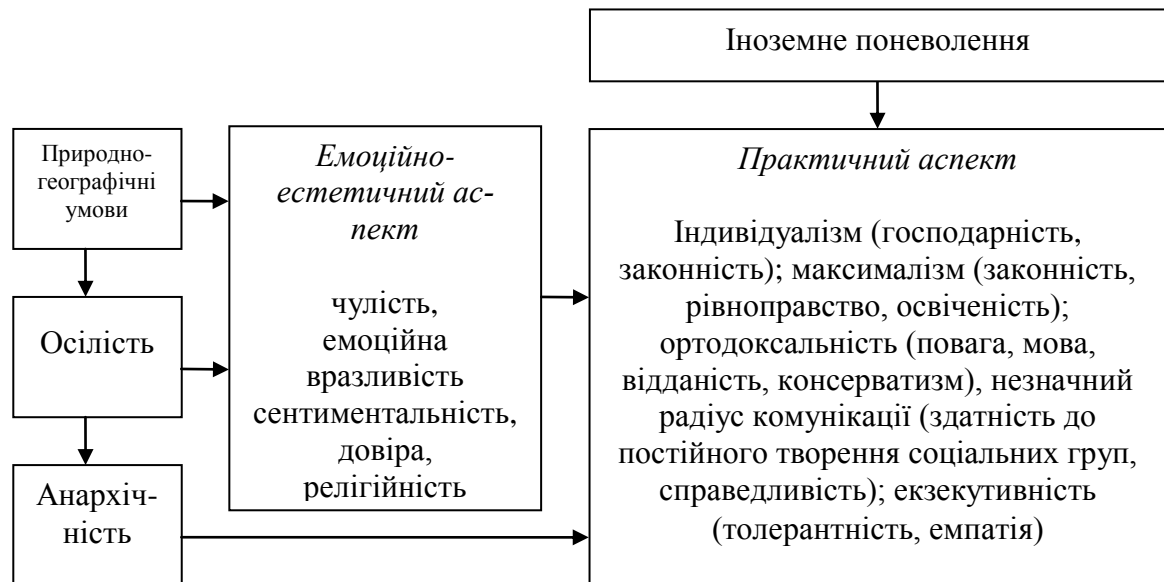 Іноземне поневолення
Природно-
географічні
умови
Осілість
Анархіч-
ність
Емоційно-
естетичний ас-
пект
чулість,
емоційна
вразливість
сентиментальність,
довіра,
релігійність
Практичний аспект
Індивідуалізм (господарність,
законність); максималізм (законність,
рівноправство, освіченість);
ортодоксальність (повага, мова,
відданість, консерватизм), незначний
радіус комунікації (здатність до
постійного творення соціальних груп,
справедливість); екзекутивність
(толерантність, емпатія)